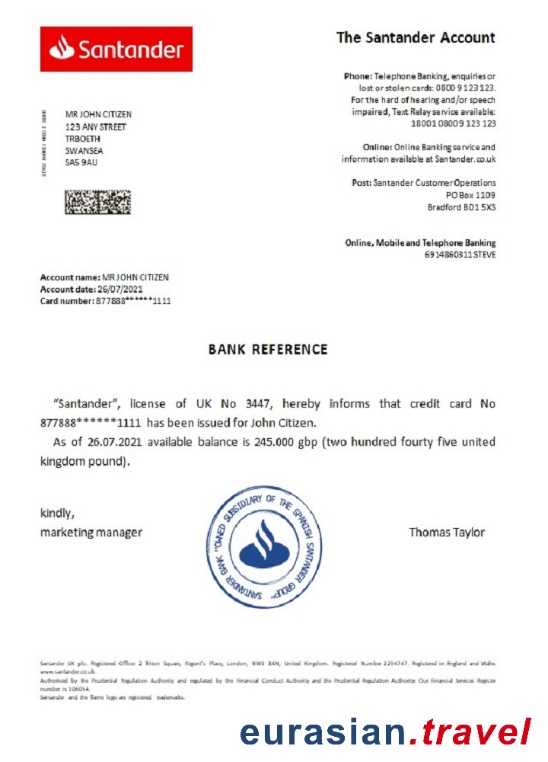 Santander
The Santander Account
Phone: Telephone Banking, enquiries or
lost or stolen cards: 0800 9 123 123.
For the hard of hearing and/or speech
impaired, Text Relay service available:
18001 0800 9 123 123
Online: Online Banking service and
information available at Santander.co.uk
Post: Santander Customer Operations
PO Box 1109
Bradford BD1 5XS
Online, Mobile and Telephone Banking
6914860311 STEVE
MR JOHN CITIZEN
123 ANY STREET
TRBOETH
SWANSEA
SA5 9AU
Account name: MR JOHN CITIZEN
Account date: 26/07/2021
Card number: 877888******1111
BANK REFERENCE
“Santander”, license of UK No 3447, hereby informs that credit card No
877888******1111 has been issued for John Citizen.
As of 26.07.2021 available balance is 245.000 gbp (two hundred fourty five united
kingdom pound).
kindly,
marketing manager
SANTANDER BANK "OWNED SUBSIDIARY OF THE SPANISH SANTANDER GROUP"
Thomas Taylor
Santander UK plc. Registered Office: 2 Triton Square, Regent's Place, London, NW1 3AN, United Kingdom. Registered Number 2294747. Registered in England and Wales
www.santander.co.uk.
Authorised by the Prudential Regulation Authority and regulated by the Financial Conduct Authority and the Prudential Regulation Authority. Our Financial Services Register
number is 106054.
Santander and the flame logo are registered trademarks.
eurasian.travel